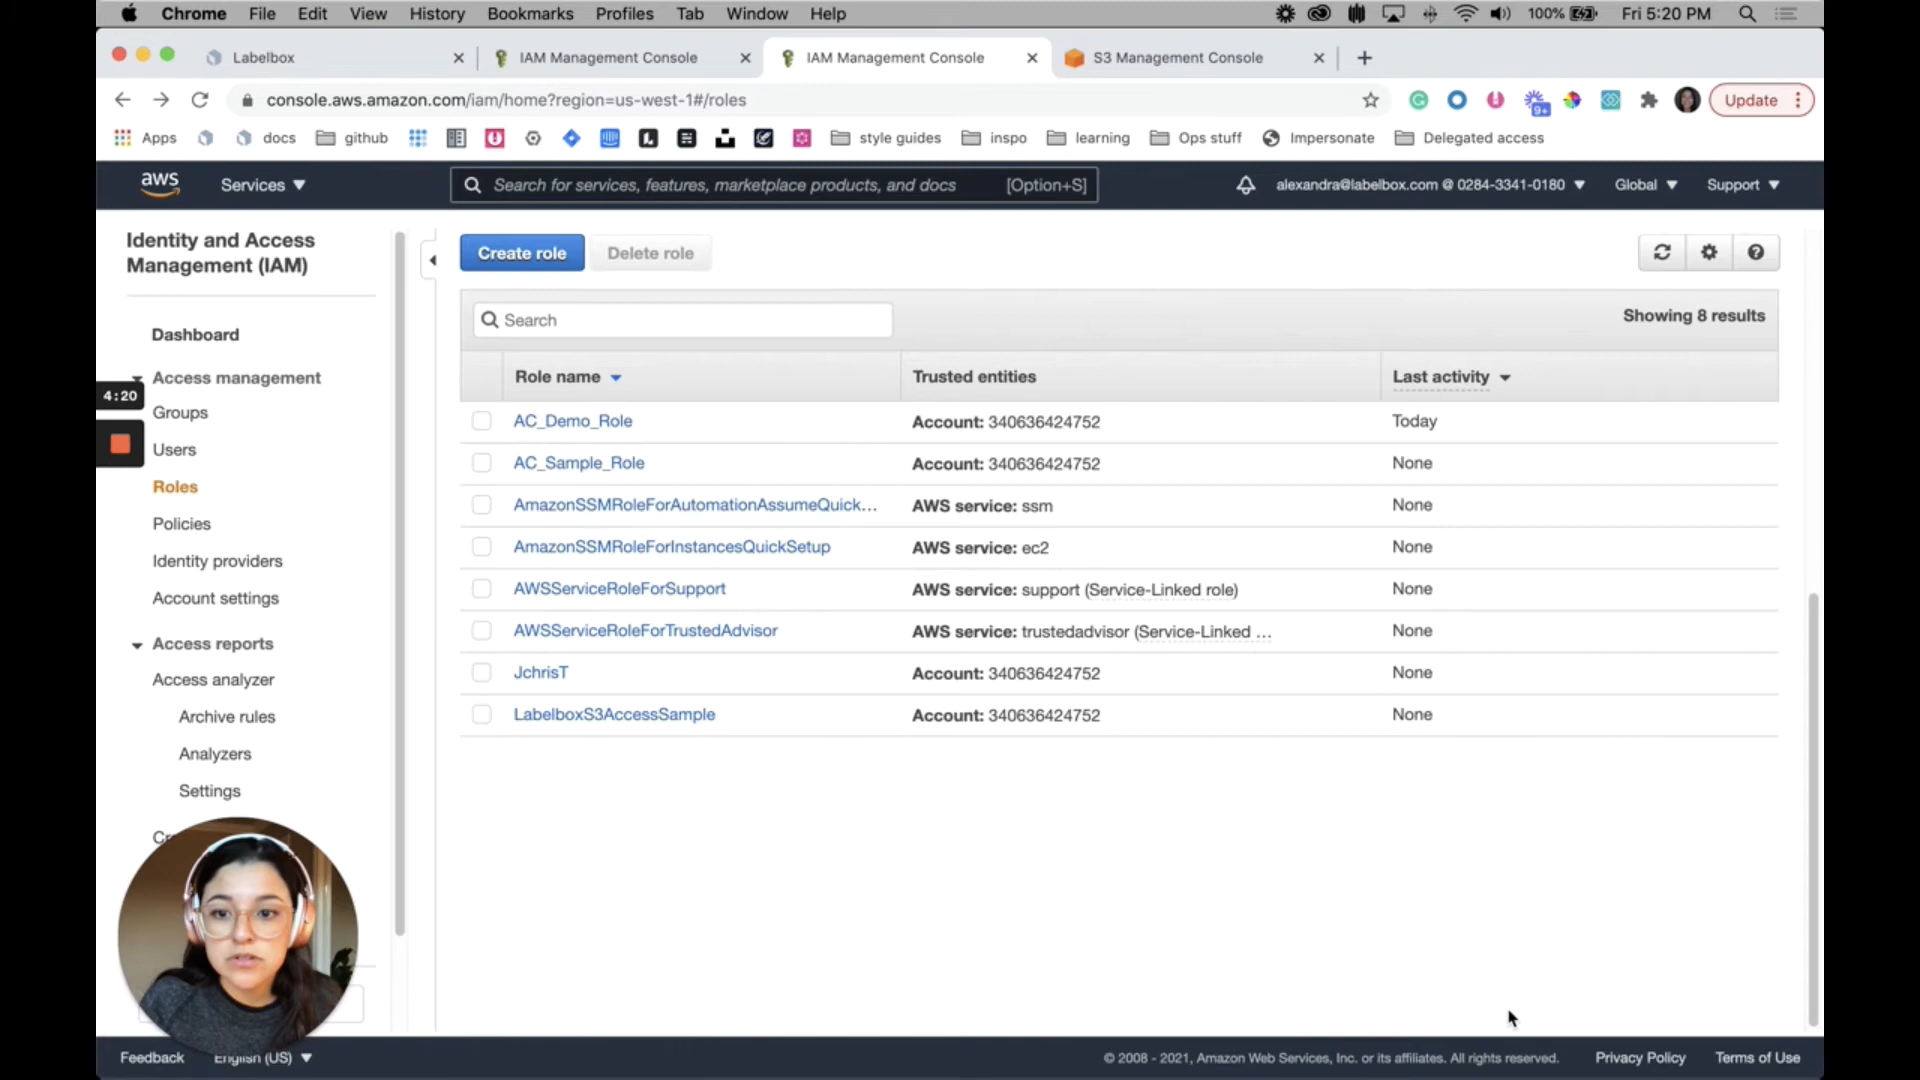 Chrome File Edit View History Bookmarks Profiles Tab Window Help 100% Fri 5:20 PM
Labelbox IAM Management Console IAM Management Console S3 Management Console
console.aws.amazon.com/iam/home?region=us-west-1#/roles 9+ Update
Apps docs github style guides inspo learning Ops stuff Impersonate Delegated access
aws Services Search for services, features, marketplace products, and docs [Option+S] alexandra@labelbox.com @ 0284-3341-0180 Global Support
Identity and Access
Management (IAM)
Dashboard
Access management
4:20
Groups
Users
Roles
Policies
Identity providers
Account settings
Access reports
Access analyzer
Archive rules
Analyzers
Settings
Create role Delete role
Search Showing 8 results
Role name Trusted entities Last activity
AC_Demo_Role Account: 340636424752 Today
AC_Sample_Role Account: 340636424752 None
AmazonSSMRoleForAutomationAssumeQuick... AWS service: ssm None
AmazonSSMRoleForInstancesQuickSetup AWS service: ec2 None
AWSServiceRoleForSupport AWS service: support (Service-Linked role) None
AWSServiceRoleForTrustedAdvisor AWS service: trustedadvisor (Service-Linked ... None
JchrisT Account: 340636424752 None
LabelboxS3AccessSample Account: 340636424752 None
Feedback English (US) © 2008 - 2021, Amazon Web Services, Inc. or its affiliates. All rights reserved. Privacy Policy Terms of Use